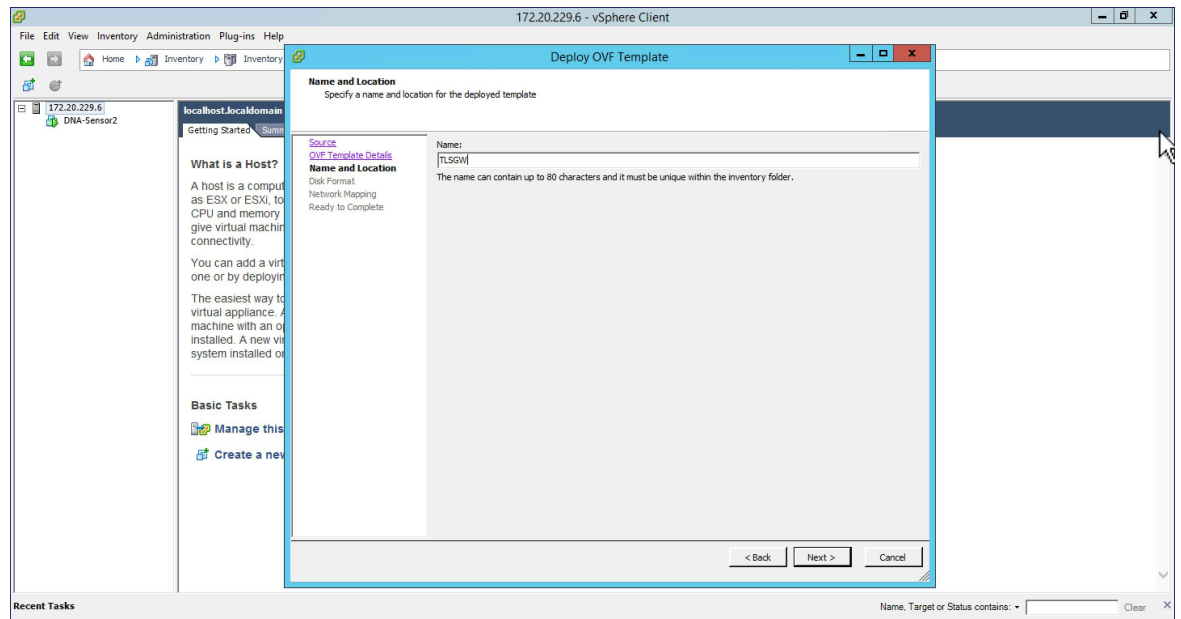 172.20.229.6 - vSphere Client
File Edit View Inventory Administration Plug-ins Help
Home Inventory Inventory
Deploy OVF Template
Name and Location
Specify a name and location for the deployed template
172.20.229.6
DNA-Sensor2
localhost.localdomain
Getting Started Summ
What is a Host?
A host is a comput
as ESX or ESXi, to
CPU and memory
give virtual machin
connectivity.
You can add a virt
one or by deployin
The easiest way to
virtual appliance. A
machine with an op
installed. A new vir
system installed on
Basic Tasks
Manage this
Create a new
Source
OVF Template Details
Name and Location
Disk Format
Network Mapping
Ready to Complete
Name:
TLSGW
The name can contain up to 80 characters and it must be unique within the inventory folder.
< Back Next > Cancel
Recent Tasks
Name, Target or Status contains: Clear